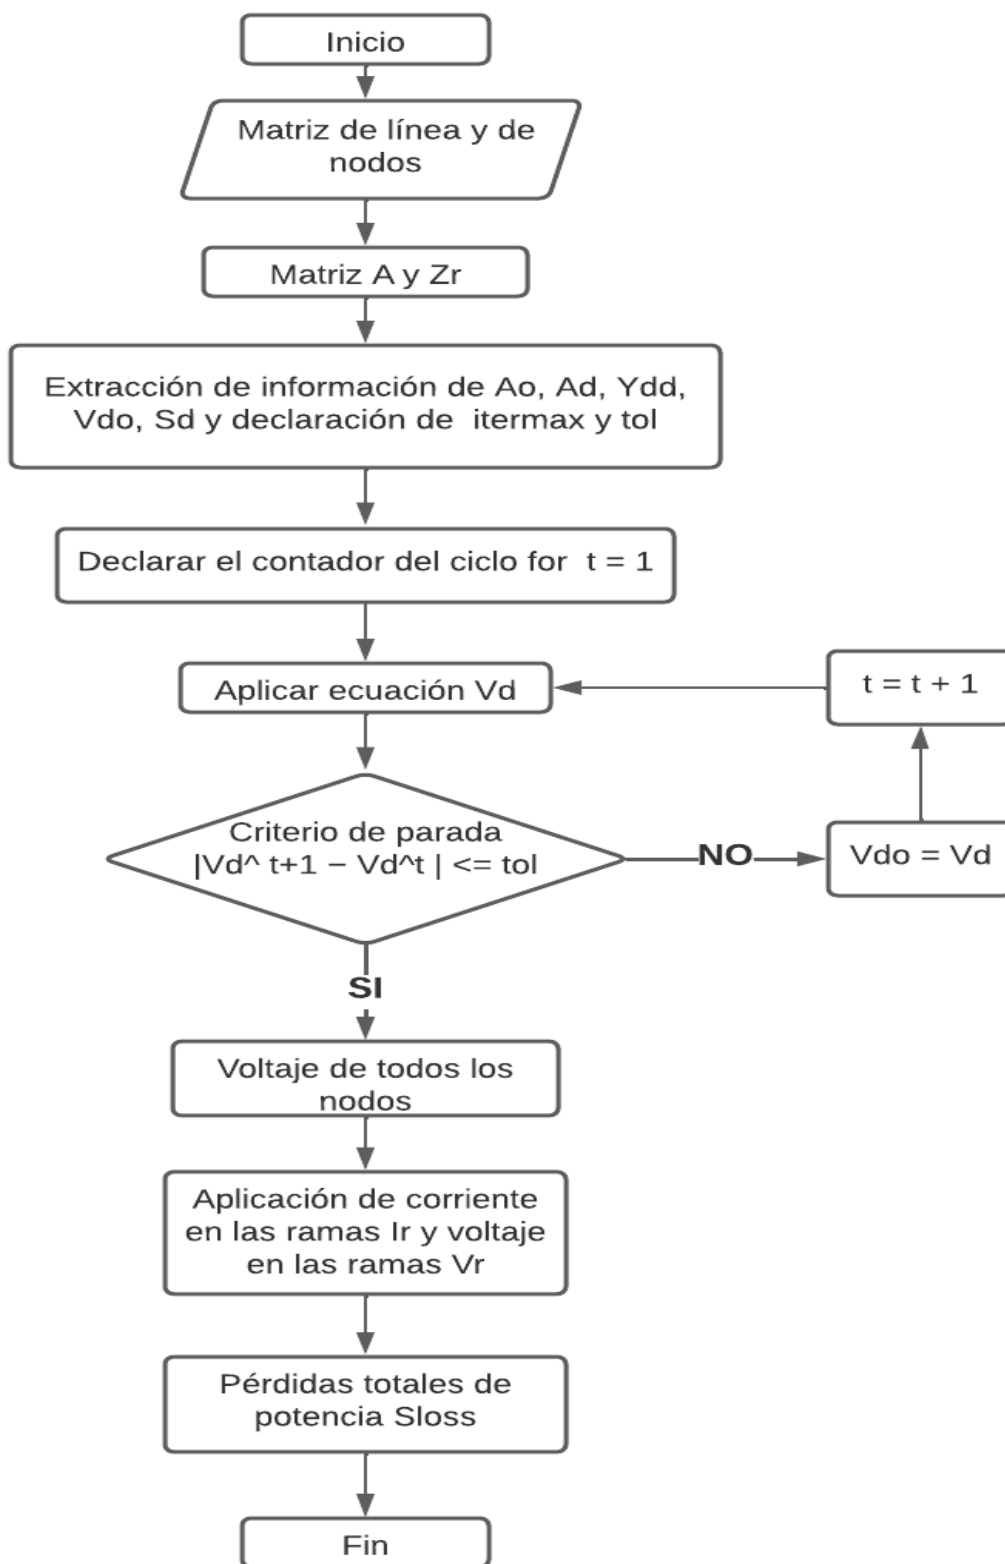 Inicio
Matriz de línea y de
nodos
Matriz A y Zr
Extracción de información de Ao, Ad, Ydd,
Vdo, Sd y declaración de itermax y tol
Declarar el contador del ciclo for t = 1
Aplicar ecuación Vd
t = t + 1
Criterio de parada
|Vd^ t+1 − Vd^t | <= tol
NO
Vdo = Vd
SI
Voltaje de todos los
nodos
Aplicación de corriente
en las ramas Ir y voltaje
en las ramas Vr
Pérdidas totales de
potencia Sloss
Fin